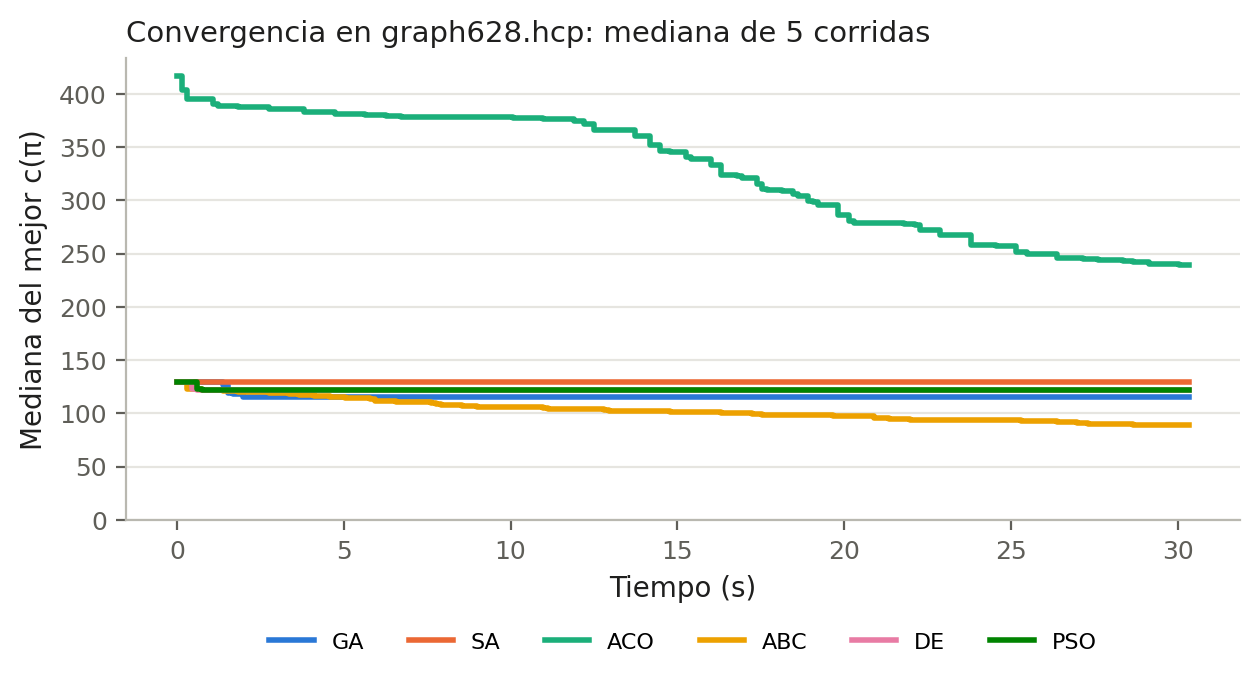 Convergencia en graph628.hcp: mediana de 5 corridas
Mediana del mejor c(π)
400
350
300
250
200
150
100
50
0
0 5 10 15 20 25 30
Tiempo (s)
GA SA ACO ABC DE PSO